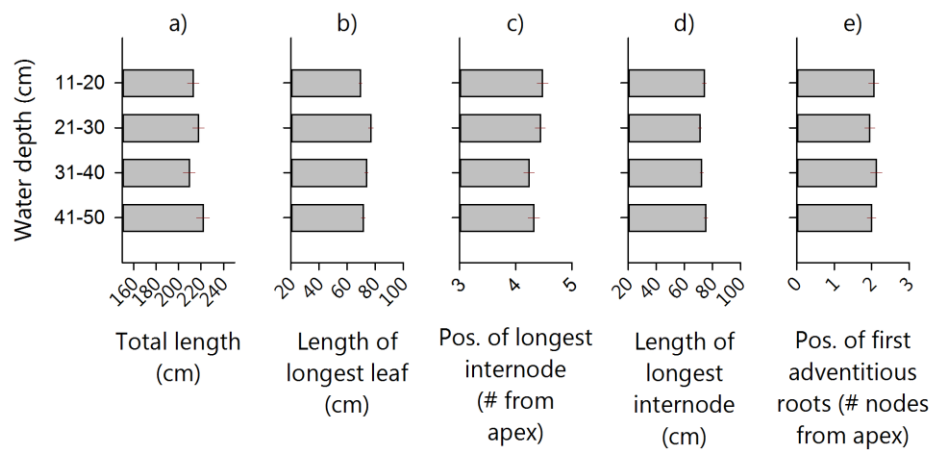 a) b) c) d) e)
Water depth (cm)
11-20
21-30
31-40
41-50
160 180 200 220 240
20 40 60 80 100
3 4 5
20 40 60 80 100
0 1 2 3
Total length
(cm)
Length of
longest leaf
(cm)
Pos. of longest
internode
(# from
apex)
Length of
longest
internode
(cm)
Pos. of first
adventitious
roots (# nodes
from apex)